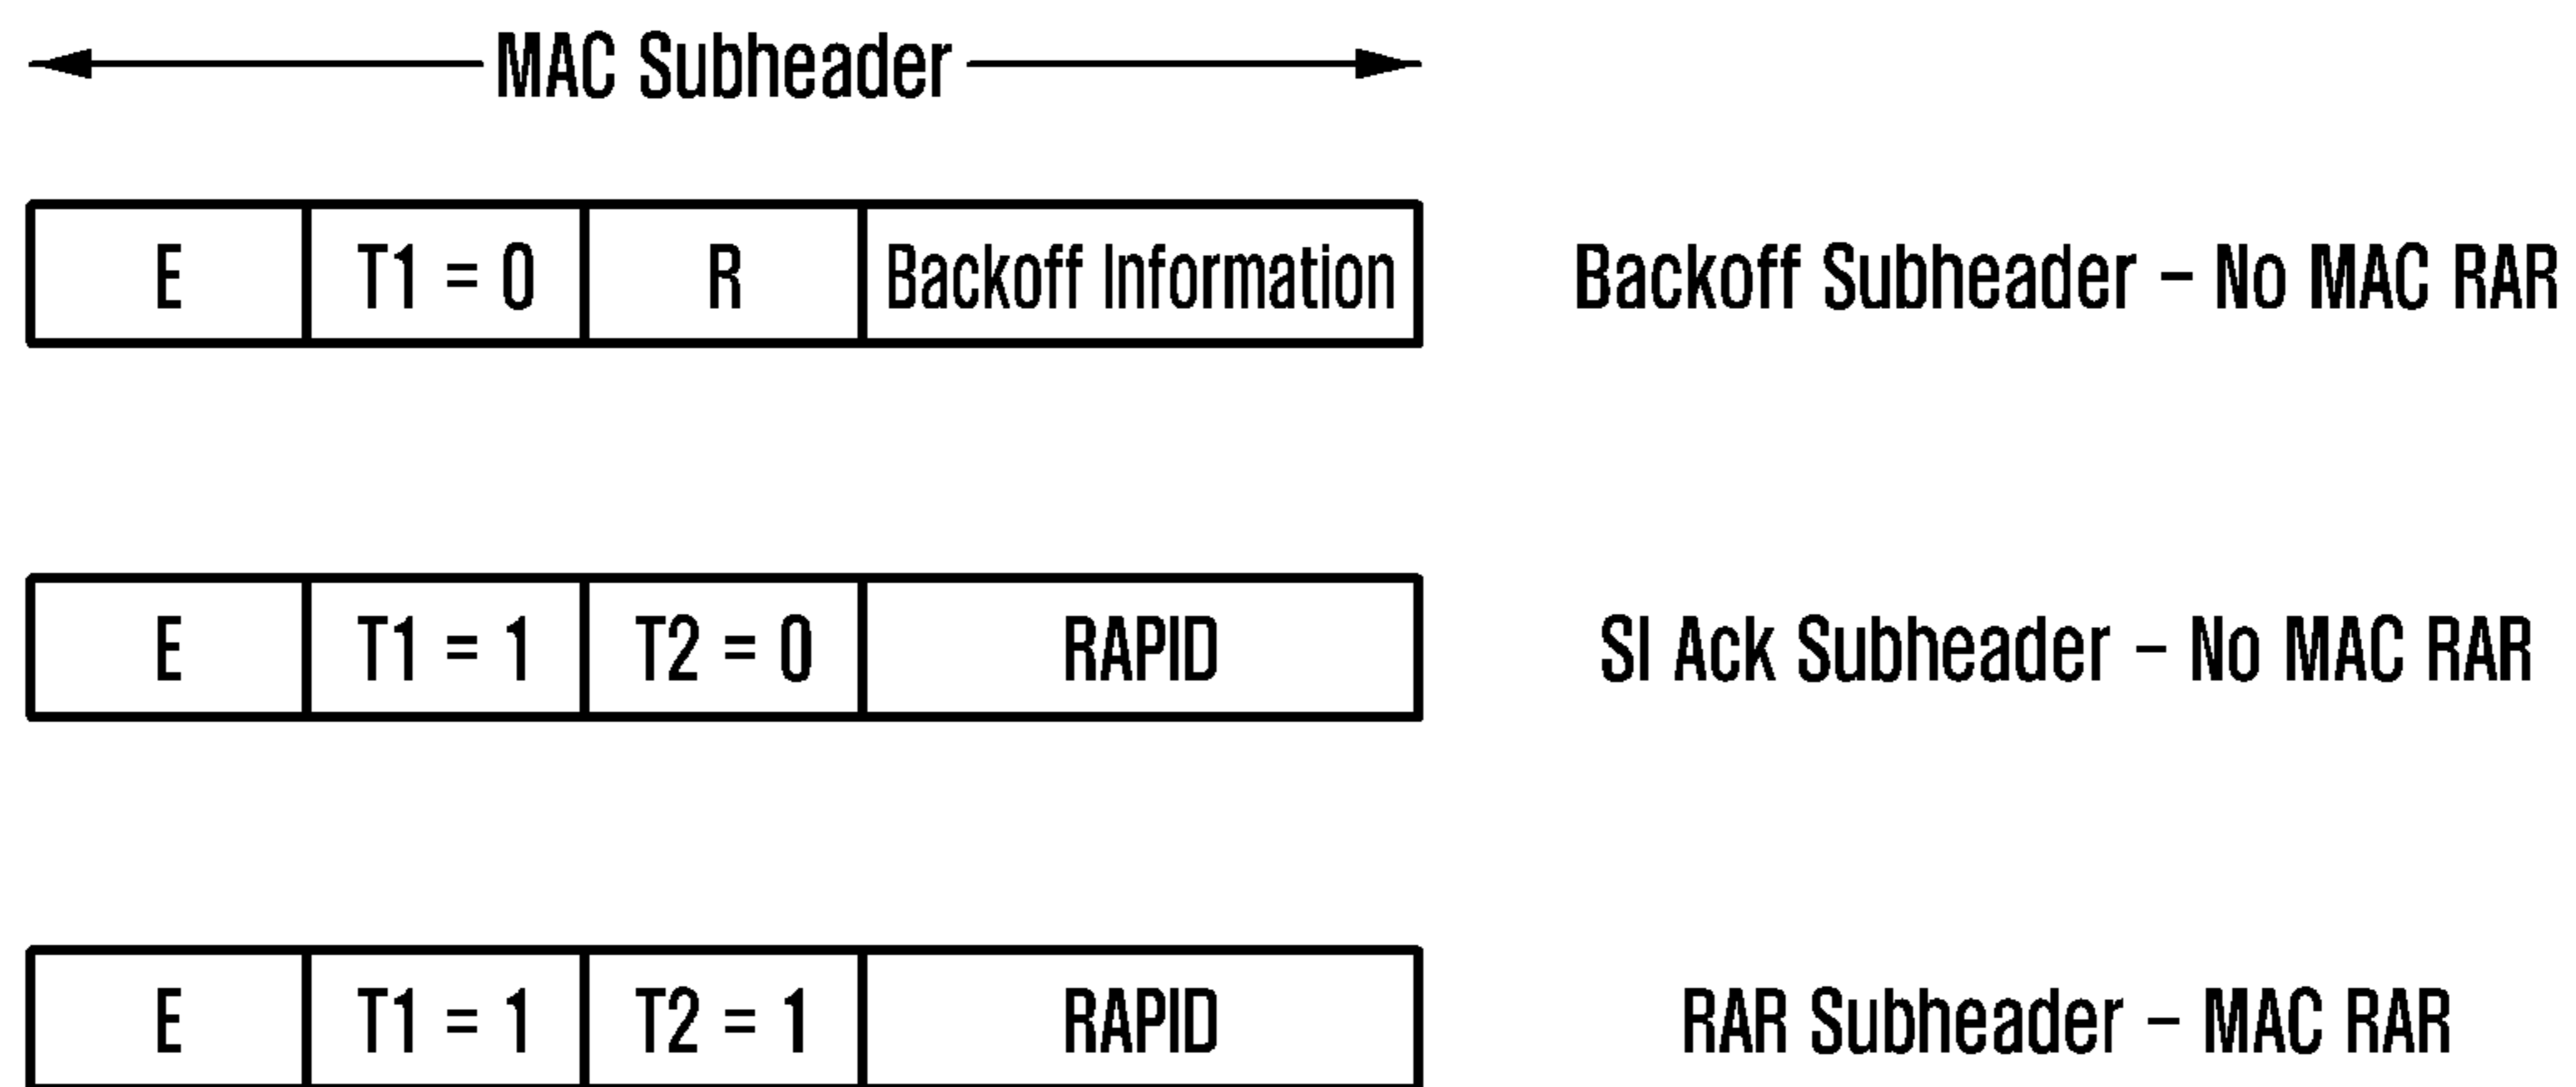 MAC Subheader
E T1 = 0 R Backoff Information Backoff Subheader – No MAC RAR
E T1 = 1 T2 = 0 RAPID SI Ack Subheader – No MAC RAR
E T1 = 1 T2 = 1 RAPID RAR Subheader – MAC RAR